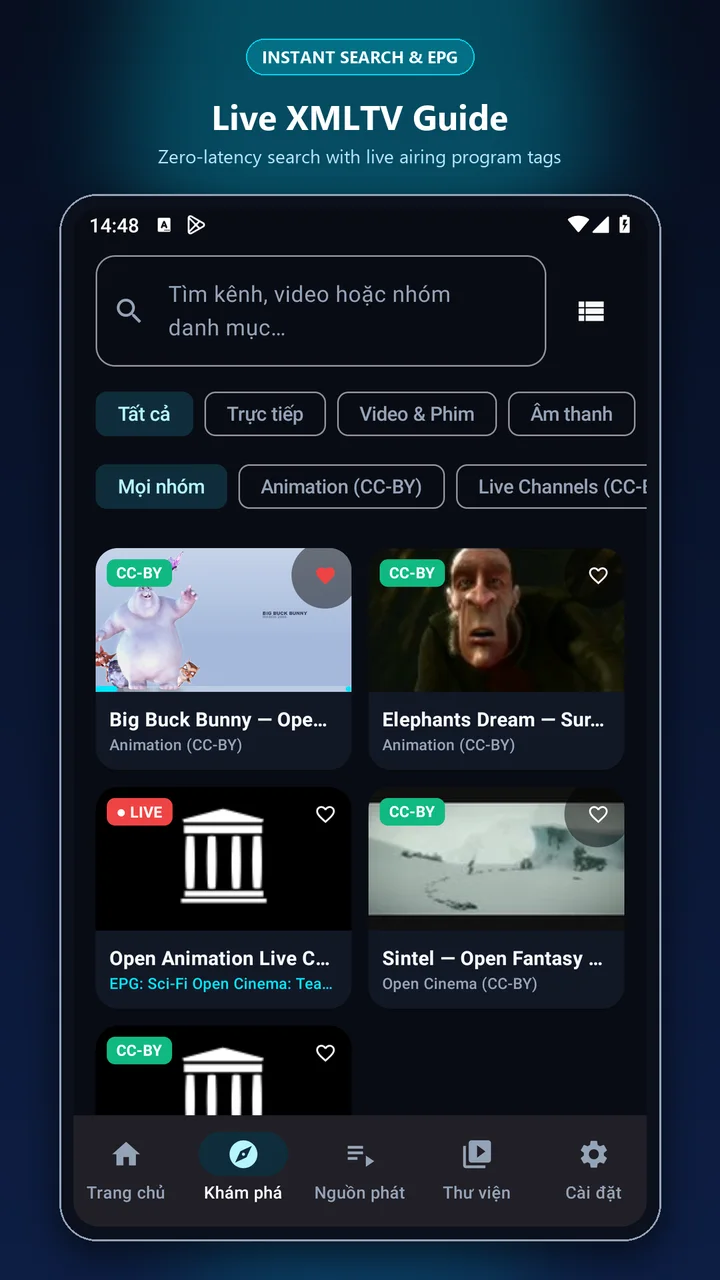 INSTANT SEARCH & EPG
Live XMLTV Guide
Zero-latency search with live airing program tags
14:48
Tìm kênh, video hoặc nhóm
danh mục…
Tất cả
Trực tiếp
Video & Phim
Âm thanh
Mọi nhóm
Animation (CC-BY)
Live Channels (CC-B
CC-BY
BIG BUCK BUNNY
CC-BY
Big Buck Bunny — Ope…
Animation (CC-BY)
Elephants Dream — Sur…
Animation (CC-BY)
● LIVE
CC-BY
Open Animation Live C…
EPG: Sci-Fi Open Cinema: Tea…
Sintel — Open Fantasy …
Open Cinema (CC-BY)
CC-BY
Trang chủ
Khám phá
Nguồn phát
Thư viện
Cài đặt